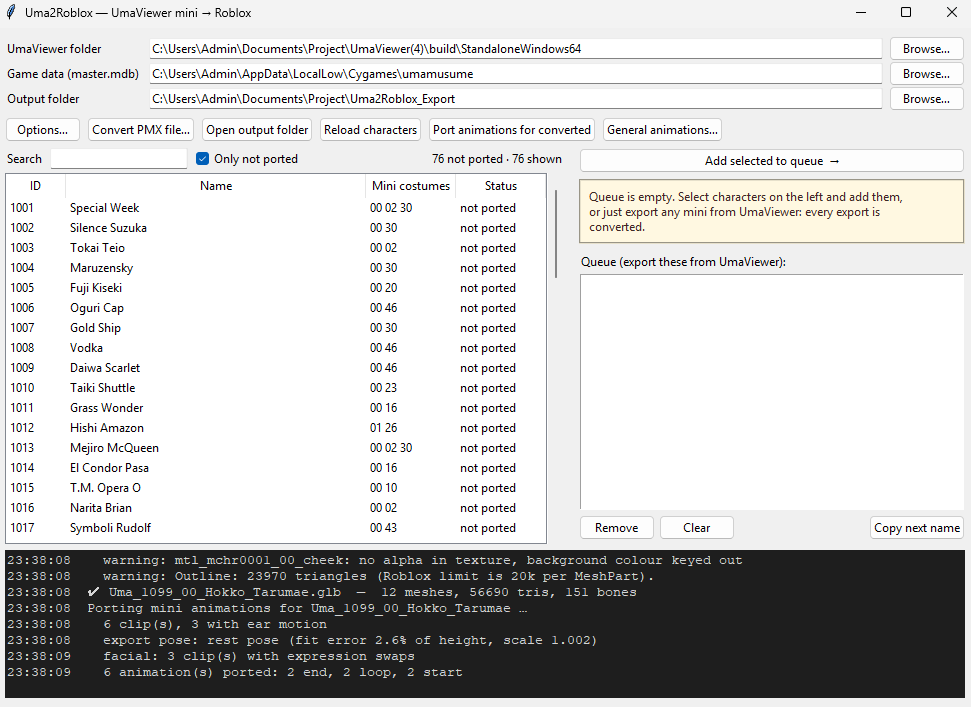 Uma2Roblox — UmaViewer mini → Roblox
UmaViewer folder C:\Users\Admin\Documents\Project\UmaViewer(4)\build\StandaloneWindows64 Browse...
Game data (master.mdb) C:\Users\Admin\AppData\LocalLow\Cygames\umamusume Browse...
Output folder C:\Users\Admin\Documents\Project\Uma2Roblox_Export Browse...
Options... Convert PMX file... Open output folder Reload characters Port animations for converted General animations...
Search Only not ported 76 not ported · 76 shown
ID Name Mini costumes Status
1001 Special Week 00 02 30 not ported
1002 Silence Suzuka 00 30 not ported
1003 Tokai Teio 00 02 not ported
1004 Maruzensky 00 30 not ported
1005 Fuji Kiseki 00 20 not ported
1006 Oguri Cap 00 46 not ported
1007 Gold Ship 00 30 not ported
1008 Vodka 00 46 not ported
1009 Daiwa Scarlet 00 46 not ported
1010 Taiki Shuttle 00 23 not ported
1011 Grass Wonder 00 16 not ported
1012 Hishi Amazon 01 26 not ported
1013 Mejiro McQueen 00 02 30 not ported
1014 El Condor Pasa 00 16 not ported
1015 T.M. Opera O 00 10 not ported
1016 Narita Brian 00 02 not ported
1017 Symboli Rudolf 00 43 not ported
Add selected to queue →
Queue is empty. Select characters on the left and add them,
or just export any mini from UmaViewer: every export is
converted.
Queue (export these from UmaViewer):
Remove Clear Copy next name
23:38:08 warning: mtl_mchr0001_00_cheek: no alpha in texture, background colour keyed out
23:38:08 warning: Outline: 23970 triangles (Roblox limit is 20k per MeshPart).
23:38:08 ✔ Uma_1099_00_Hokko_Tarumae.glb — 12 meshes, 56690 tris, 151 bones
23:38:08 Porting mini animations for Uma_1099_00_Hokko_Tarumae …
23:38:08 6 clip(s), 3 with ear motion
23:38:08 export pose: rest pose (fit error 2.6% of height, scale 1.002)
23:38:09 facial: 3 clip(s) with expression swaps
23:38:09 6 animation(s) ported: 2 end, 2 loop, 2 start